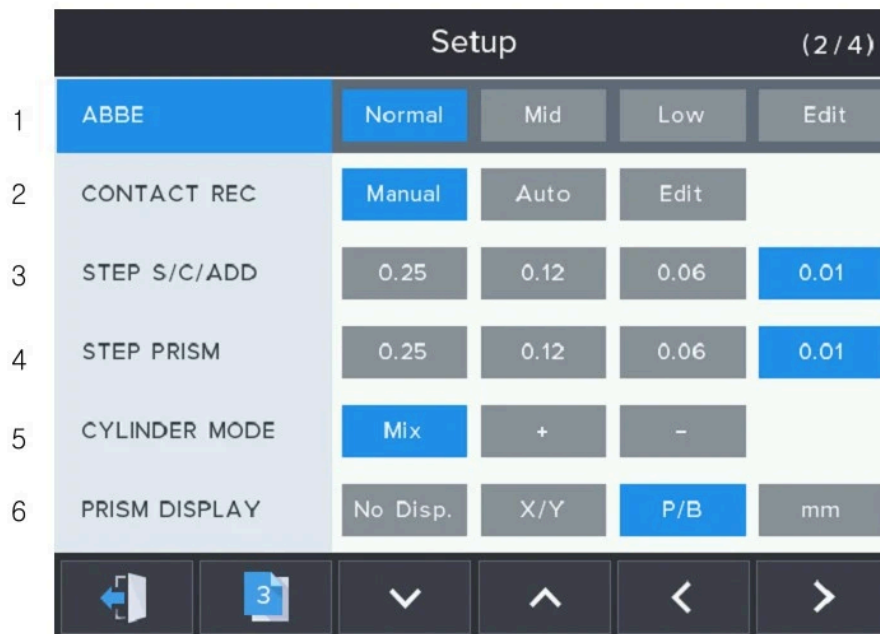 Setup (2/4)
1 ABBE Normal Mid Low Edit
2 CONTACT REC Manual Auto Edit
3 STEP S/C/ADD 0.25 0.12 0.06 0.01
4 STEP PRISM 0.25 0.12 0.06 0.01
5 CYLINDER MODE Mix + -
6 PRISM DISPLAY No Disp. X/Y P/B mm
3